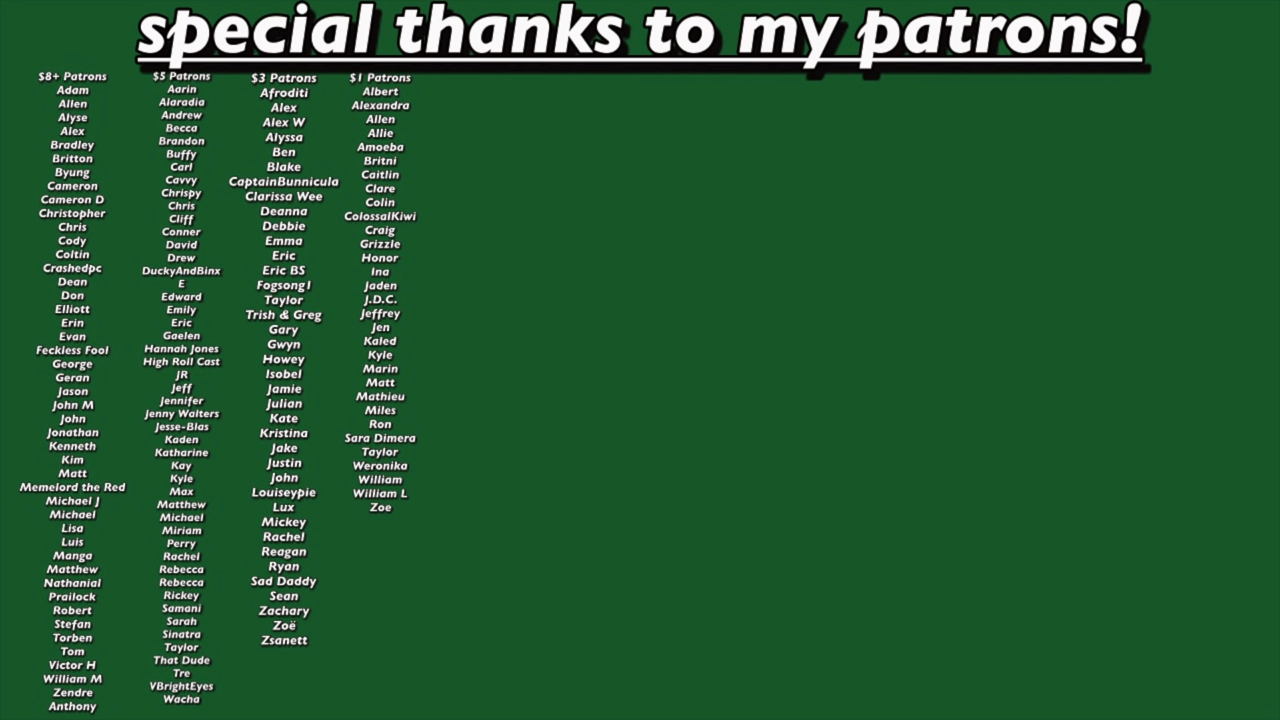 special thanks to my patrons!
$8+ Patrons
Adam
Allen
Alyse
Alex
Bradley
Britton
Byung
Cameron
Cameron D
Christopher
Chris
Cody
Coltin
Crashedpc
Dean
Don
Elliott
Erin
Evan
Feckless Fool
George
Geran
Jason
John M
John
Jonathan
Kenneth
Kim
Matt
Memelord the Red
Michael J
Michael
Lisa
Luis
Manga
Matthew
Nathanial
Prailock
Robert
Stefan
Torben
Tom
Victor H
William M
Zendre
Anthony
$5 Patrons
Aarin
Alaradia
Andrew
Becca
Brandon
Buffy
Carl
Cavvy
Chrispy
Chris
Cliff
Conner
David
Drew
DuckyAndBinx
E
Edward
Emily
Eric
Gaelen
Hannah Jones
High Roll Cast
JR
Jeff
Jennifer
Jenny Walters
Jesse-Blas
Kaden
Katharine
Kay
Kyle
Max
Matthew
Michael
Miriam
Perry
Rachel
Rebecca
Rebecca
Rickey
Samani
Sarah
Sinatra
Taylor
That Dude
Tre
VBrightEyes
Wacha
$3 Patrons
Afroditi
Alex
Alex W
Alyssa
Ben
Blake
CaptainBunnicula
Clarissa Wee
Deanna
Debbie
Emma
Eric
Eric BS
Fogsong1
Taylor
Trish & Greg
Gary
Gwyn
Howey
Isobel
Jamie
Julian
Kate
Kristina
Jake
Justin
John
Louiseypie
Lux
Mickey
Rachel
Reagan
Ryan
Sad Daddy
Sean
Zachary
Zoë
Zsanett
$1 Patrons
Albert
Alexandra
Allen
Allie
Amoeba
Britni
Caitlin
Clare
Colin
ColossalKiwi
Craig
Grizzle
Honor
Ina
Jaden
J.D.C.
Jeffrey
Jen
Kaled
Kyle
Marin
Matt
Mathieu
Miles
Ron
Sara Dimera
Taylor
Weronika
William
William L
Zoe